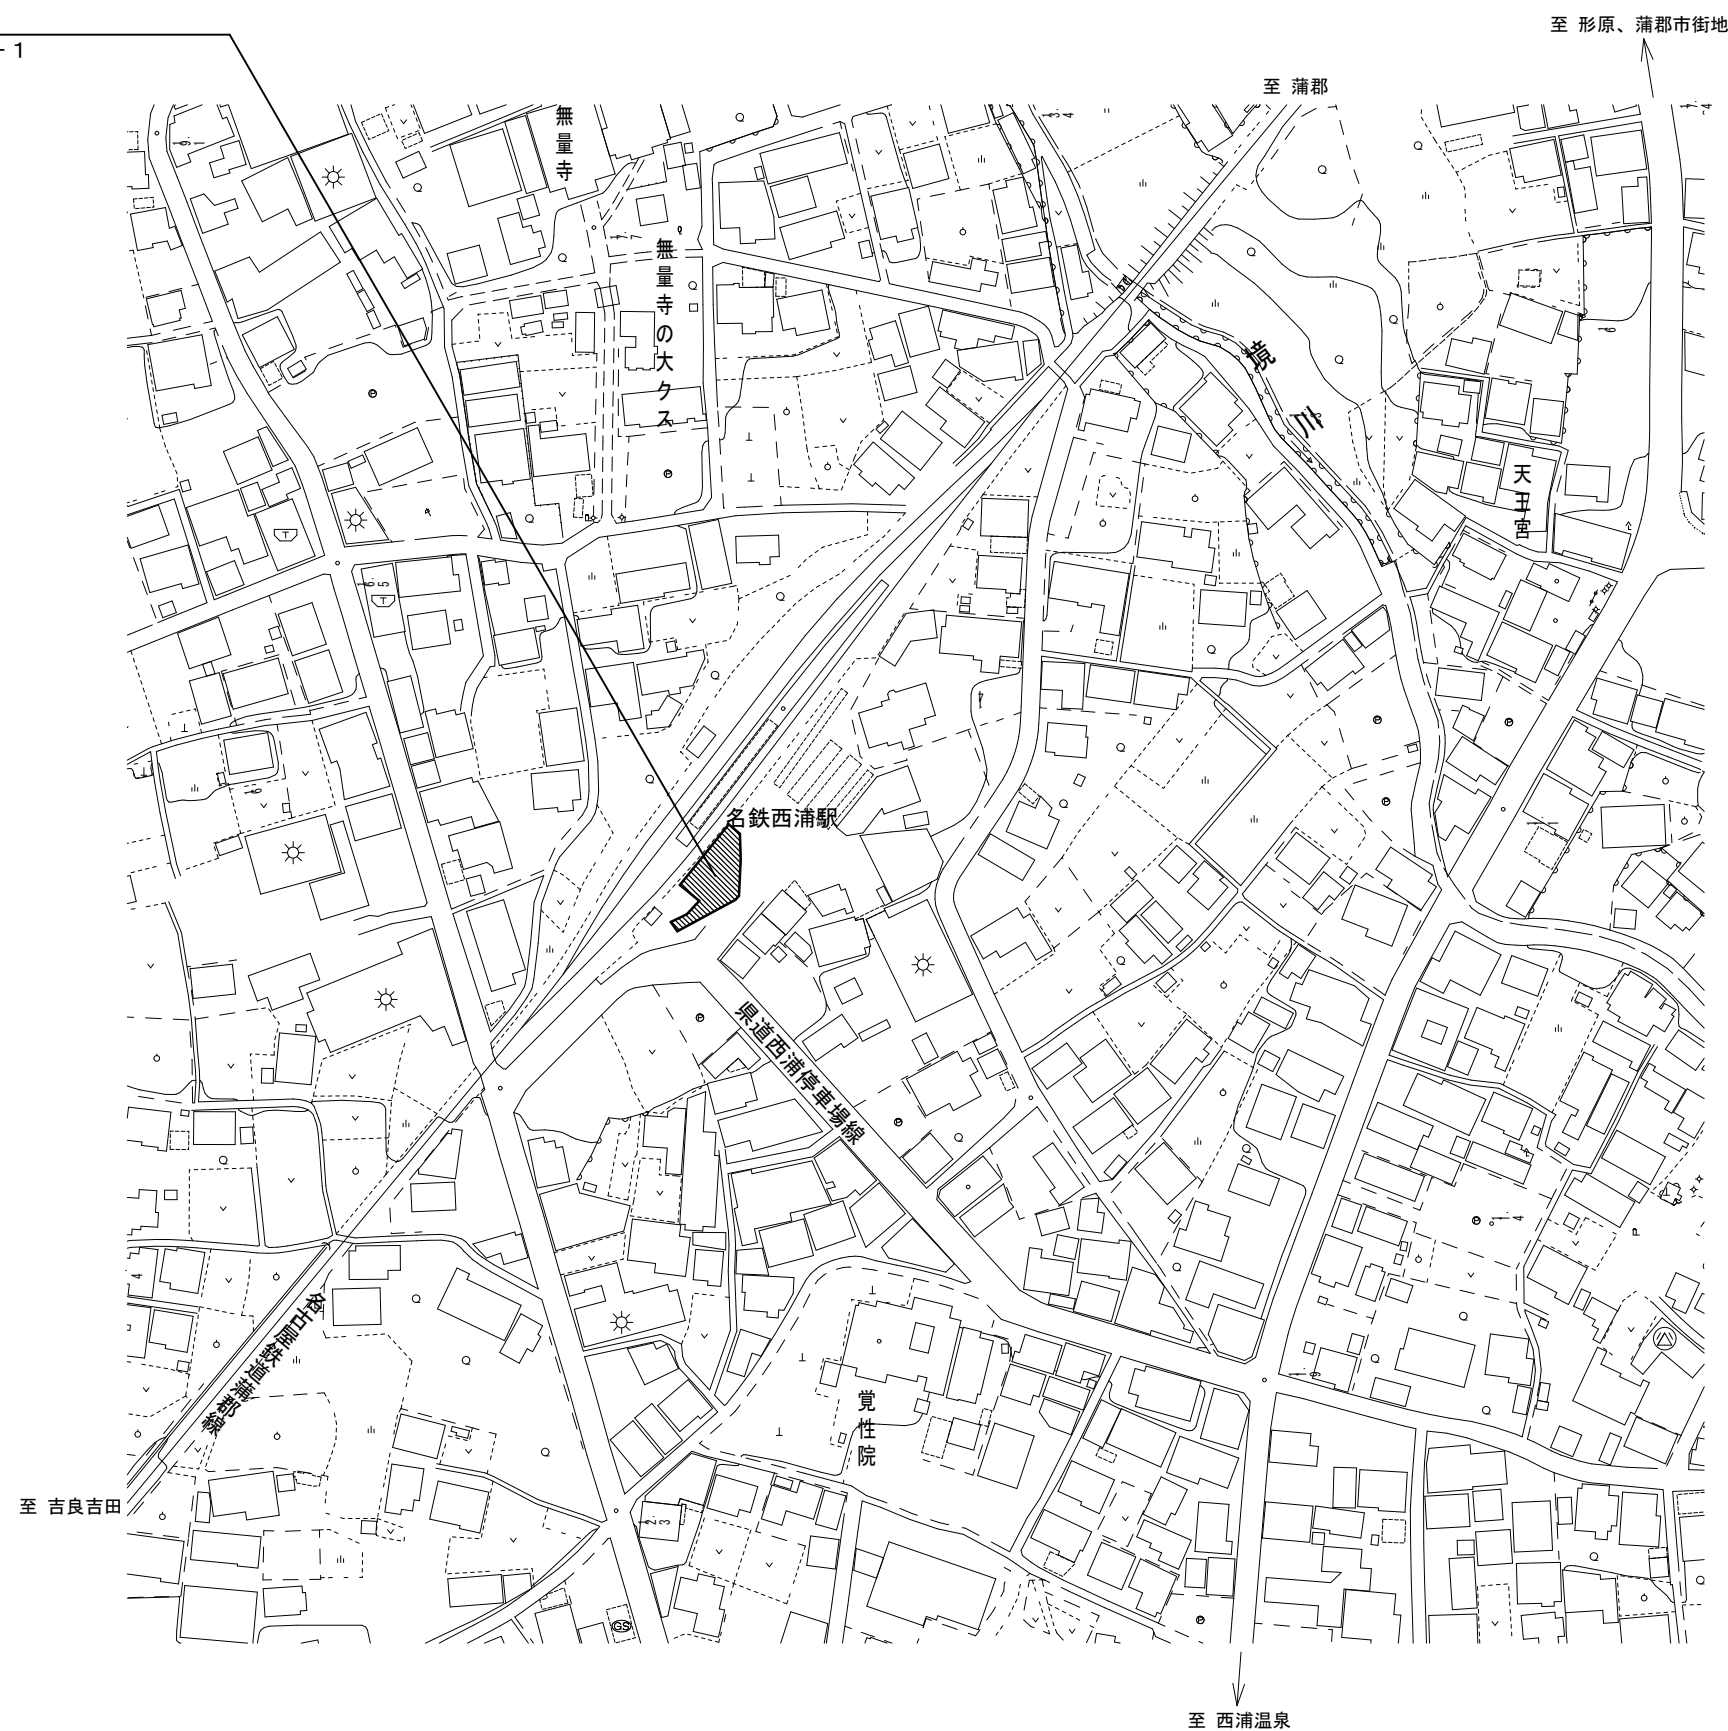 至 形原、蒲郡市街地
- 1
至 蒲郡
無量寺
無量寺の大クス
境川
天王宮
名鉄西浦駅
県道西浦停車場線
名古屋鉄道蒲郡線
覚性院
至 吉良吉田
GS
至 西浦温泉